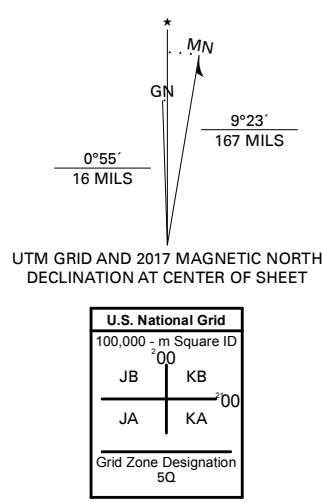 ★
MN
GN
9°23´
167 MILS
0°55´
16 MILS
UTM GRID AND 2017 MAGNETIC NORTH
DECLINATION AT CENTER OF SHEET
U.S. National Grid
100,000 - m Square ID
²00
JB KB
²¹00
JA KA
Grid Zone Designation
5Q